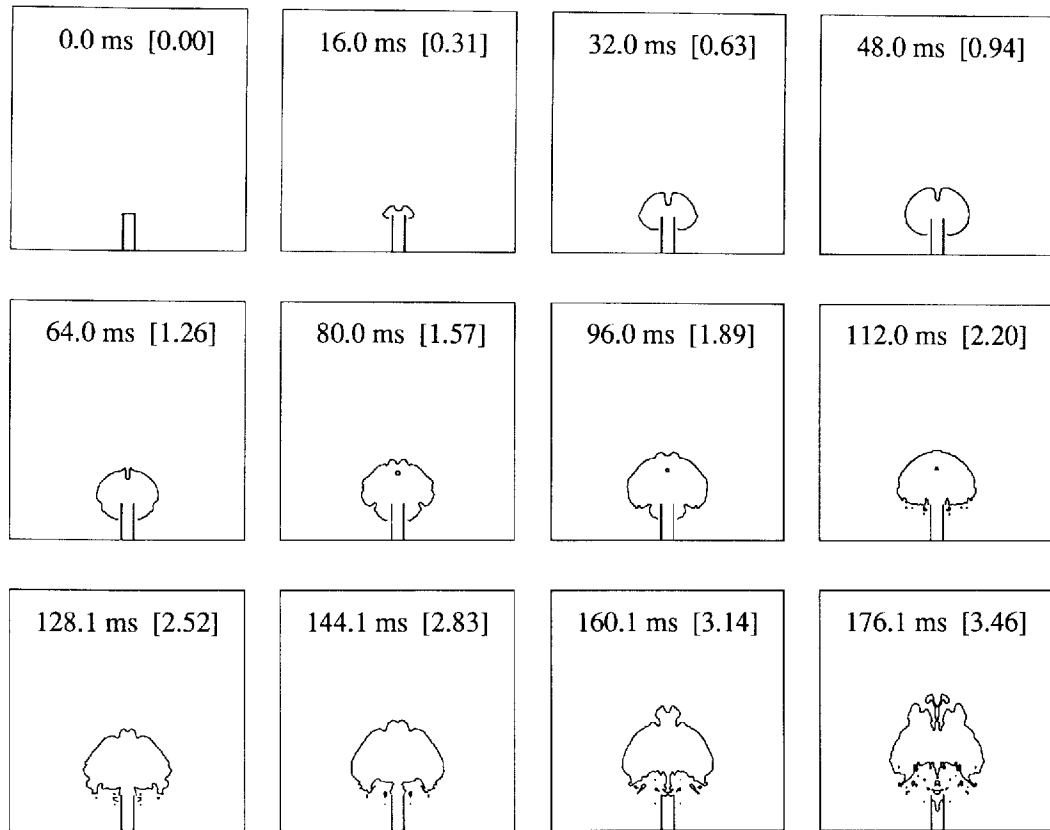 0.0 ms [0.00]
16.0 ms [0.31]
32.0 ms [0.63]
48.0 ms [0.94]
64.0 ms [1.26]
80.0 ms [1.57]
96.0 ms [1.89]
112.0 ms [2.20]
128.1 ms [2.52]
144.1 ms [2.83]
160.1 ms [3.14]
176.1 ms [3.46]